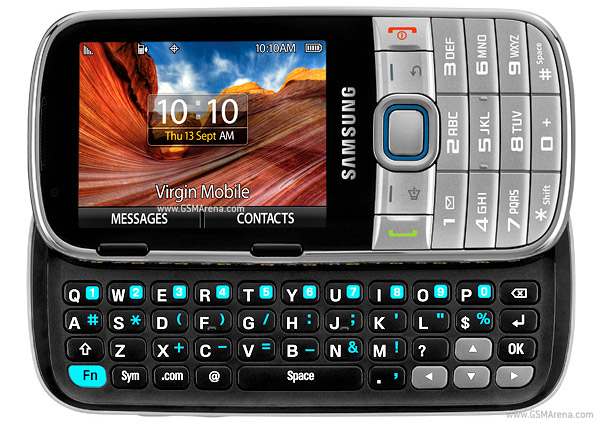 10:10AM
10:10
Thu 13 Sept AM
Virgin Mobile
www.GSMArena.com
MESSAGES CONTACTS
SAMSUNG
3 DEF 6 MNO 9 WXYZ # Space
2 ABC 5 JKL 8 TUV 0 +
1 4 GHI 7 PQRS * Shift
Q 1 W 2 E 3 R 4 T 5 Y 6 U 7 I 8 O 9 P 0
A # S * D ( F ) G / H : J ; K ' L " $ %
Z X + C - V = B - N & M ! ? OK
Fn Sym .com @ Space . ,
www.GSMArena.com